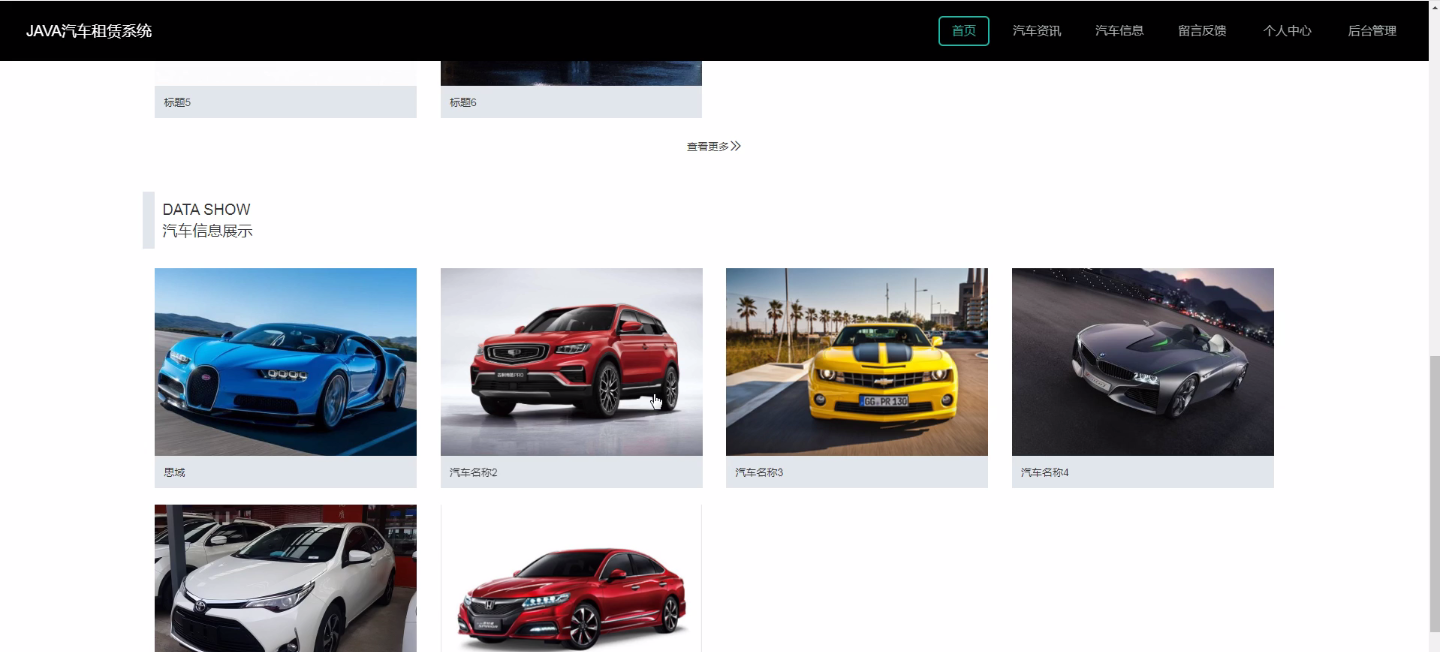 JAVA汽车租赁系统
首页
汽车资讯
汽车信息
留言反馈
个人中心
后台管理
标题5
标题6
查看更多
DATA SHOW
汽车信息展示
GG PR 130
思域
汽车名称2
汽车名称3
汽车名称4